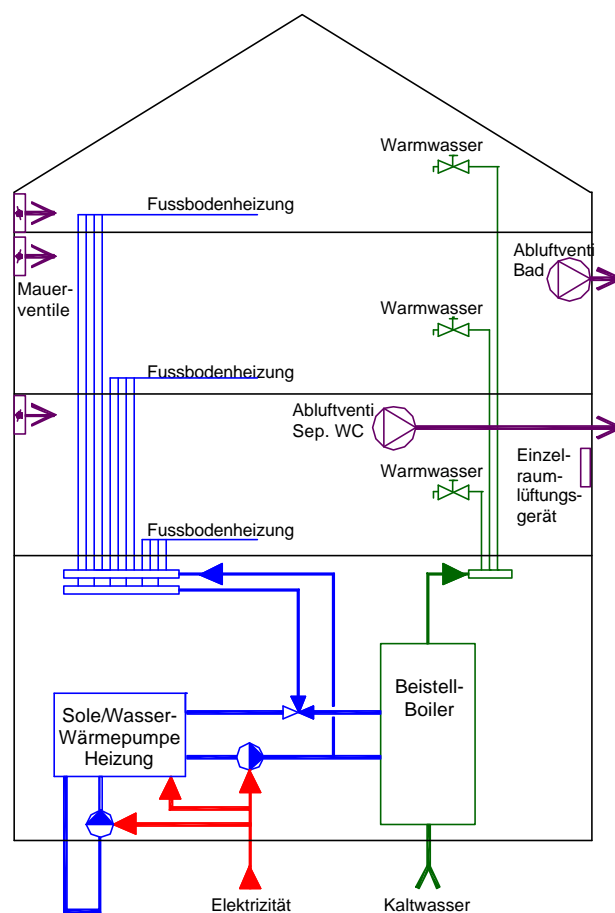 Warmwasser
Fussbodenheizung
Abluftventi
Bad
Mauer-
ventile
Warmwasser
Fussbodenheizung
Abluftventi
Sep. WC
Einzel-
raum-
lüftungs-
gerät
Warmwasser
Fussbodenheizung
Beistell-
Boiler
Sole/Wasser-
Wärmepumpe
Heizung
Elektrizität
Kaltwasser